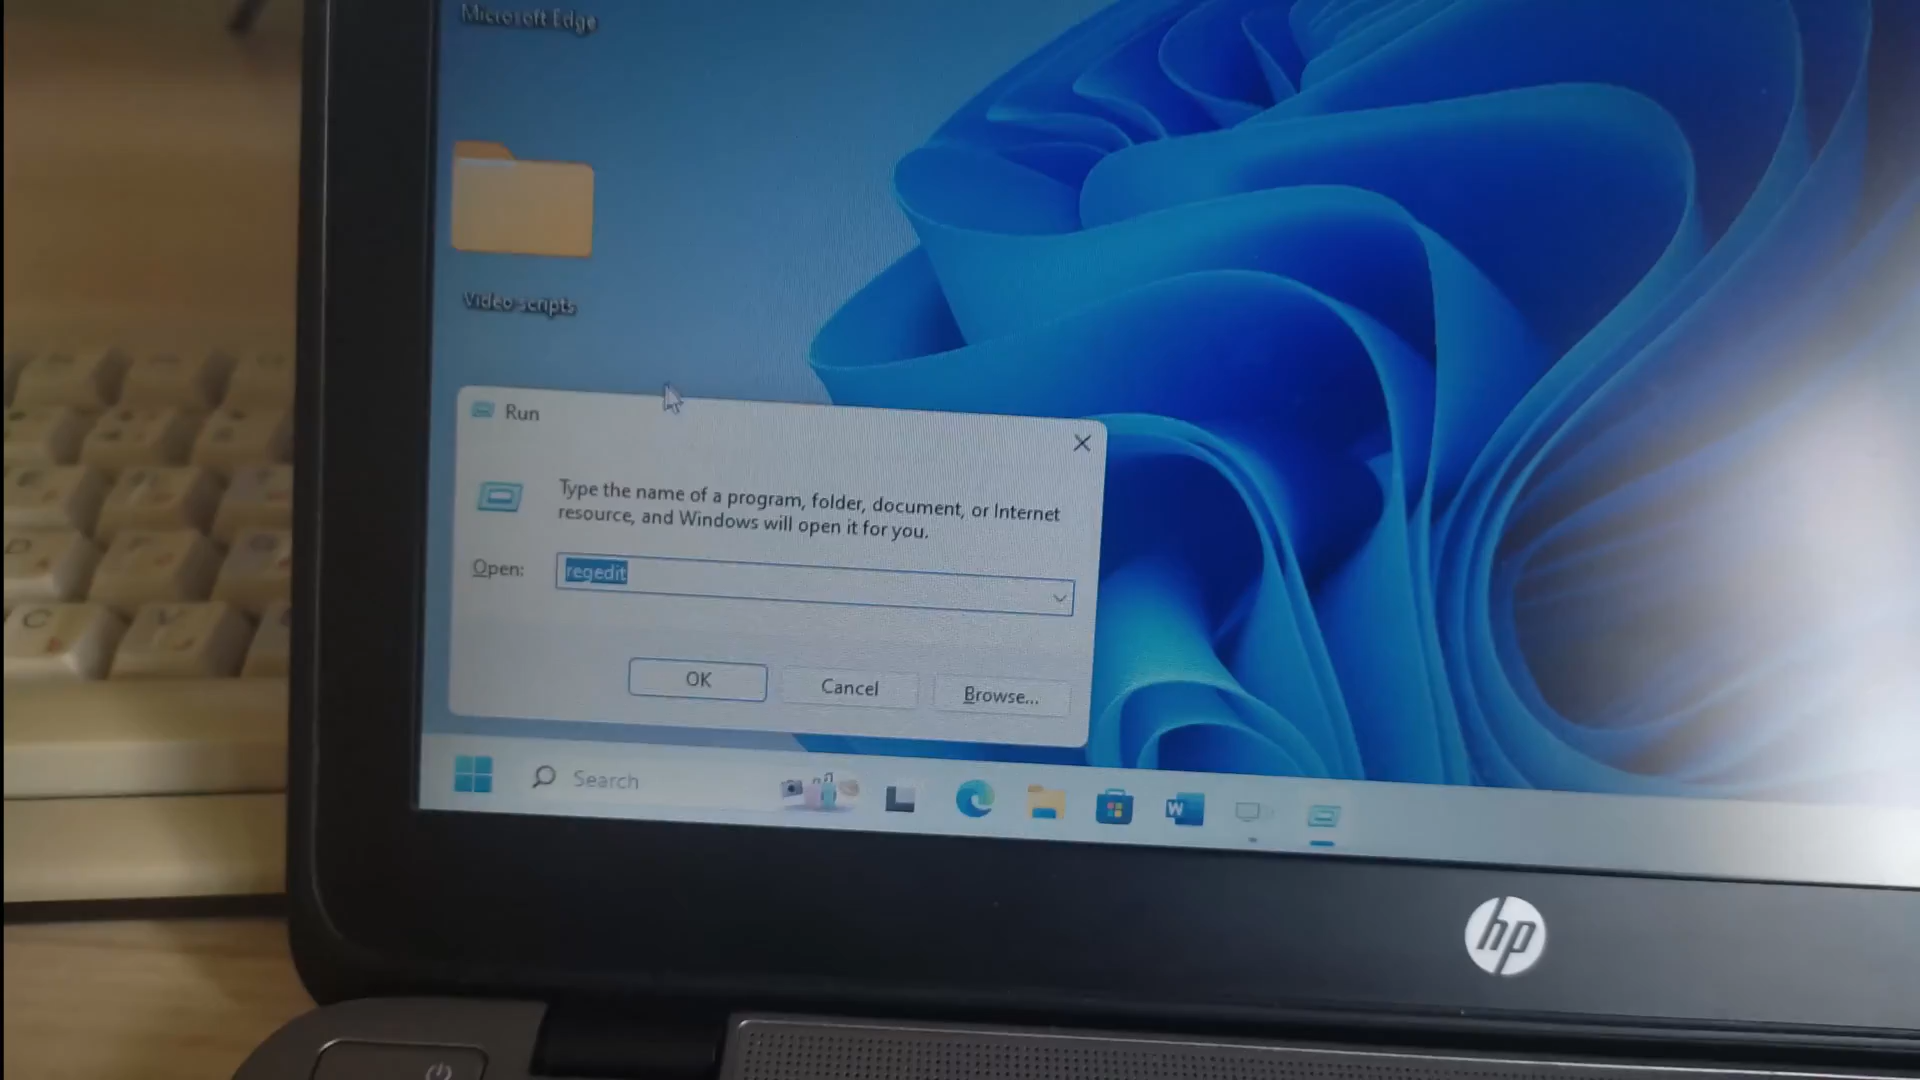 Microsoft Edge
Video scripts
Run
Type the name of a program, folder, document, or Internet
resource, and Windows will open it for you.
Open:
regedit
OK
Cancel
Browse...
Search
W
hp
C